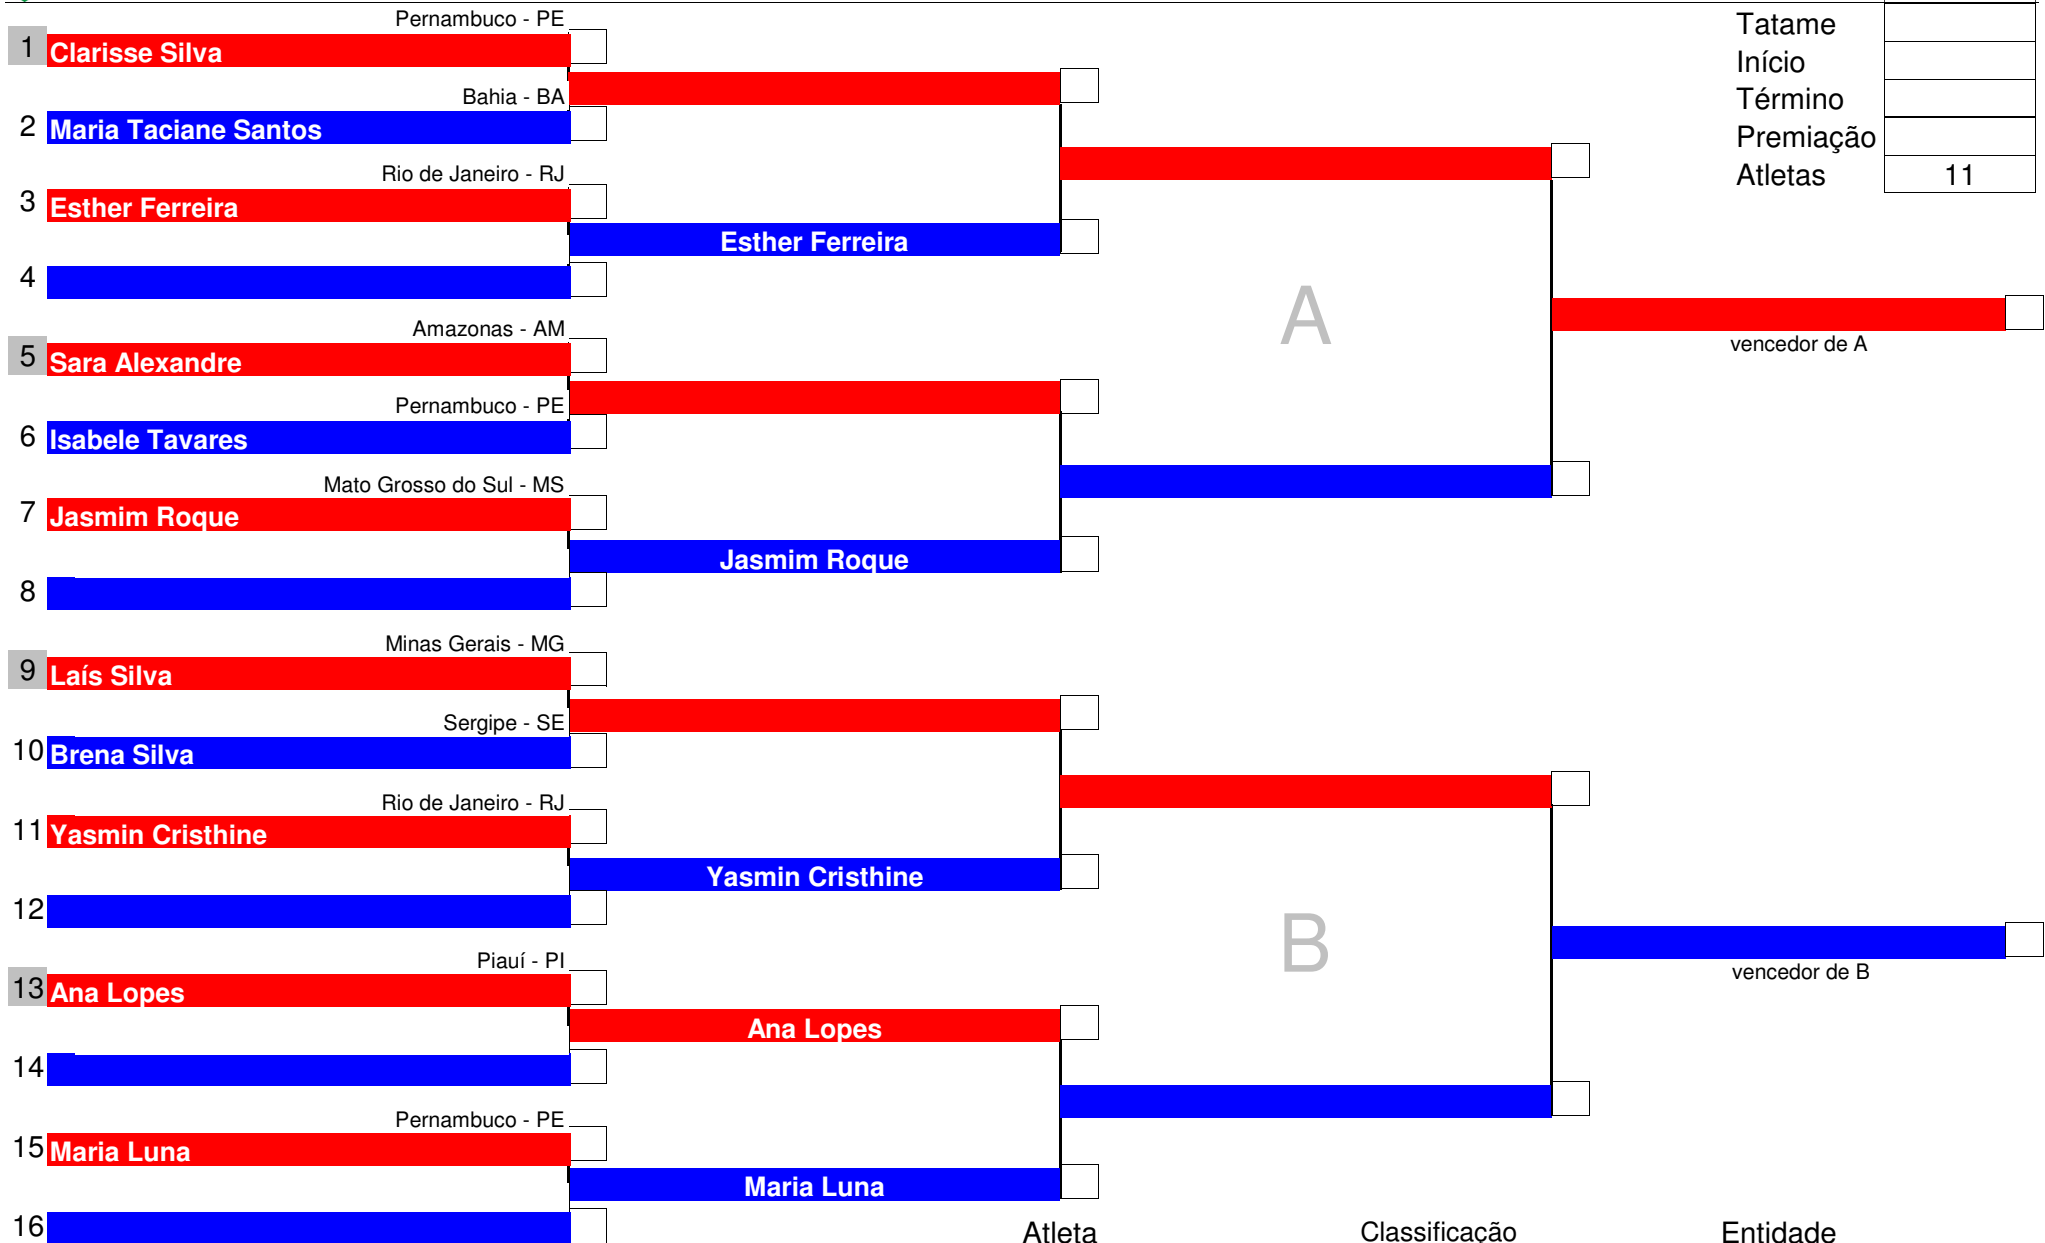 Pernambuco - PE
1 Clarisse Silva
Bahia - BA
2 Maria Taciane Santos
Rio de Janeiro - RJ
3 Esther Ferreira
Esther Ferreira
4
Amazonas - AM
5 Sara Alexandre
Pernambuco - PE
6 Isabele Tavares
Mato Grosso do Sul - MS
7 Jasmim Roque
Jasmim Roque
8
Minas Gerais - MG
9 Laís Silva
Sergipe - SE
10 Brena Silva
Rio de Janeiro - RJ
11 Yasmin Cristhine
Yasmin Cristhine
12
Piauí - PI
13 Ana Lopes
Ana Lopes
14
Pernambuco - PE
15 Maria Luna
Maria Luna
16
A
B
vencedor de A
vencedor de B
Tatame
Início
Término
Premiação
Atletas 11
Atleta Classificação Entidade